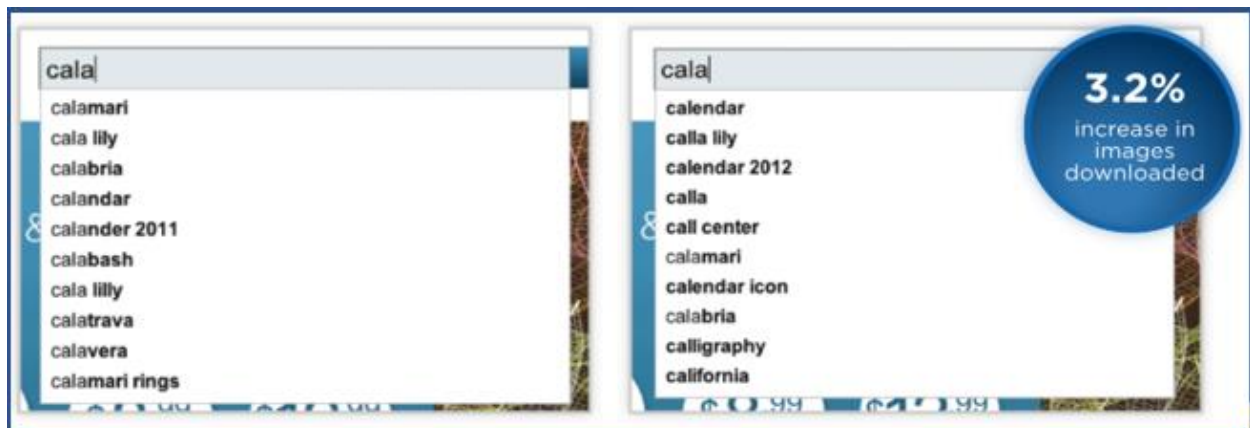 cala
calamari
cala lily
calabria
calandar
calander 2011
calabash
cala lilly
calatrava
calavera
calamari rings
&
cala
calendar
calla lily
calendar 2012
calla
call center
calamari
calendar icon
calabria
calligraphy
california
&
3.2%
increase in
images
downloaded